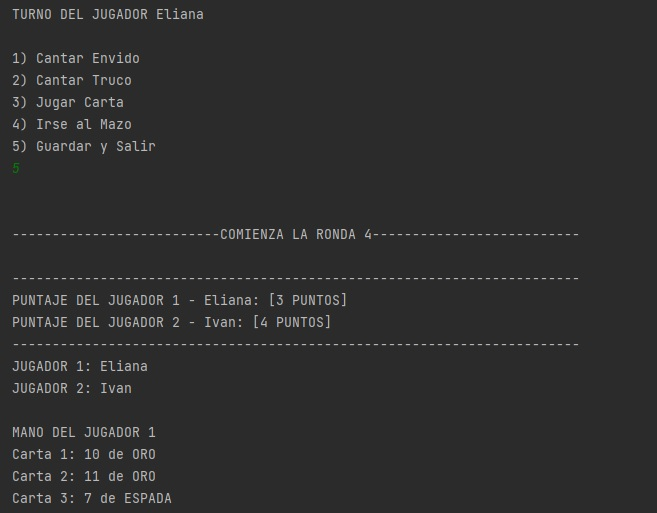 TURNO DEL JUGADOR Eliana
1) Cantar Envido
2) Cantar Truco
3) Jugar Carta
4) Irse al Mazo
5) Guardar y Salir
5
--------------------------COMIENZA LA RONDA 4--------------------------
-----------------------------------------------------------------------
PUNTAJE DEL JUGADOR 1 - Eliana: [3 PUNTOS]
PUNTAJE DEL JUGADOR 2 - Ivan: [4 PUNTOS]
-----------------------------------------------------------------------
JUGADOR 1: Eliana
JUGADOR 2: Ivan
MANO DEL JUGADOR 1
Carta 1: 10 de ORO
Carta 2: 11 de ORO
Carta 3: 7 de ESPADA